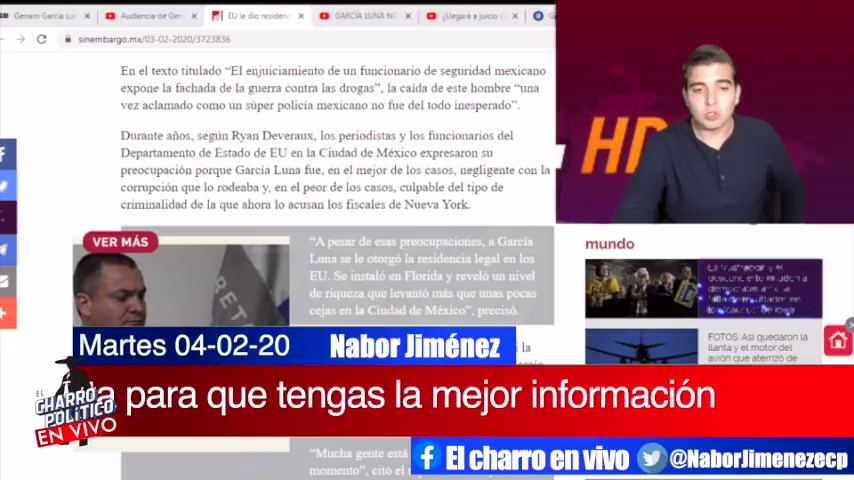 Genaro García Lu
Audiencia de Gen
EU le dio residenc
GARCÍA LUNA NO
¿Llegará a juicio G
sinembargo.mx/03-02-2020/3723836
En el texto titulado “El enjuiciamiento de un funcionario de seguridad mexicano
expone la fachada de la guerra contra las drogas”, la caída de este hombre “una
vez aclamado como un súper policía mexicano no fue del todo inesperado”.
Durante años, según Ryan Deveraux, los periodistas y los funcionarios del
Departamento de Estado de EU en la Ciudad de México expresaron su
preocupación porque García Luna fue, en el mejor de los casos, negligente con la
corrupción que lo rodeaba y, en el peor de los casos, culpable del tipo de
criminalidad de la que ahora lo acusan los fiscales de Nueva York.
HD
VER MÁS
“A pesar de esas preocupaciones, a García
Luna se le otorgó la residencia legal en los
EU. Se instaló en Florida y reveló un nivel
de riqueza que levantó más que unas pocas
cejas en la Ciudad de México”, precisó.
mundo
La frustración y el
desconcierto invaden a
FOTOS: Así quedaron la
llanta y el motor del
avión que aterrizó de
Martes 04-02-20
Nabor Jiménez
a para que tengas la mejor información
EL
CHARRO
POLÍTICO
EN VIVO
“Mucha gente está
momento”, citó el
El charro en vivo
@NaborJimenezecp